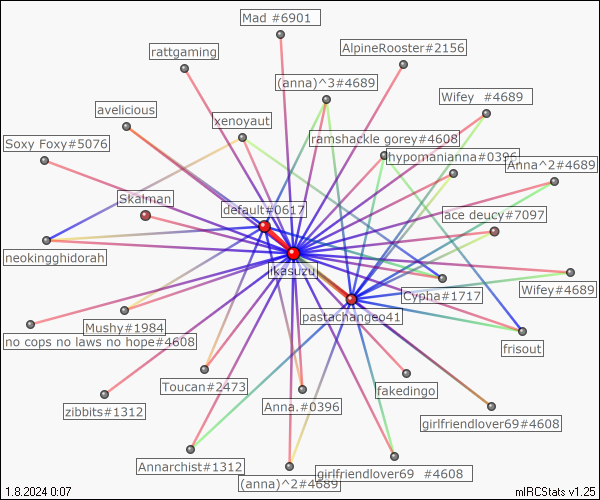 Mad #6901
rattgaming
AlpineRooster#2156
(anna)^3#4689
Wifey  #4689
avelicious
xenoyaut
Soxy Foxy#5076
ramshackle gorey#4608
hypomanianna#0396
Anna^2#4689
Skalman
default#0617
ace deucy#7097
neokingghidorah
ikasuzu
Cypha#1717
Wifey#4689
pastachangeo41
Mushy#1984
no cops no laws no hope#4608
frisout
Toucan#2473
fakedingo
zibbits#1312
Anna.#0396
girlfriendlover69#4608
Annarchist#1312
girlfriendlover69  #4608
(anna)^2#4689
1.8.2024 0:07
mIRCStats v1.25